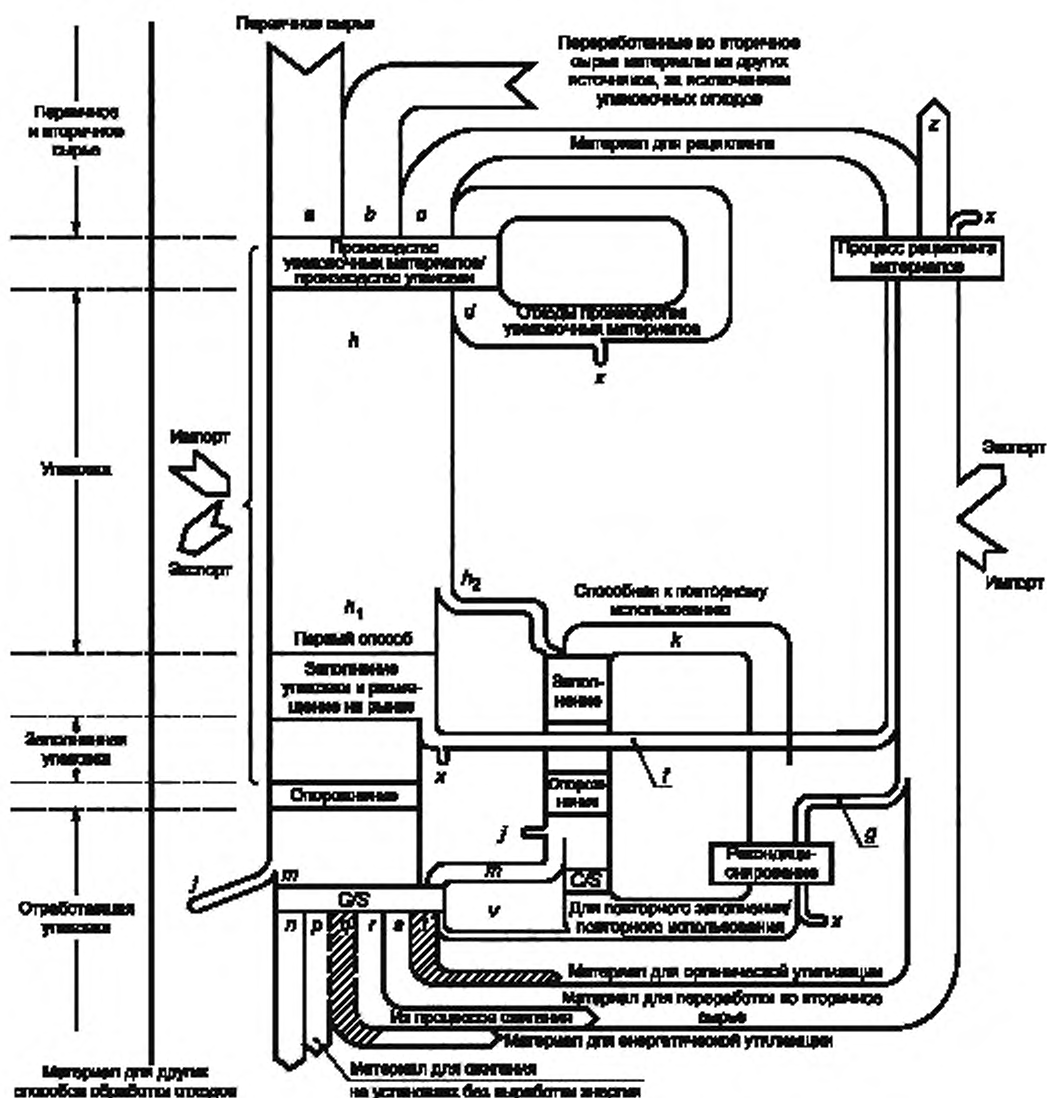 Первичное сырье
Переработанные во вторичное
сырье материалы из других
источников, за исключением
упаковочных отходов
Первичное
и вторичное
сырье
z
Материал для рециклинга
a
b
c
x
Производство
упаковочных материалов/
производство упаковки
Процесс рециклинга
материалов
d
Отходы производства
упаковочных материалов
h
x
Импорт
Экспорт
Упаковка
Экспорт
Импорт
h2
Способная к повторному
использованию
h1
k
Первый способ
Заполнение
упаковки и разме-
щение на рынке
Запол-
нение
Заполненная
упаковка
x
f
Опорожнение
Опорож-
нение
j
g
Рекондици-
онирование
j
m
m
C/S
C/S
Отработавшая
упаковка
v
Для повторного заполнения/
повторного использования
x
n
p
r
s
Материал для органической утилизации
Материал для переработки во вторичное
сырье
Из процессов сжигания
Материал для энергетической утилизации
Материал для других
способов обработки отходов
Материал для сжигания
на установках без выработки энергии